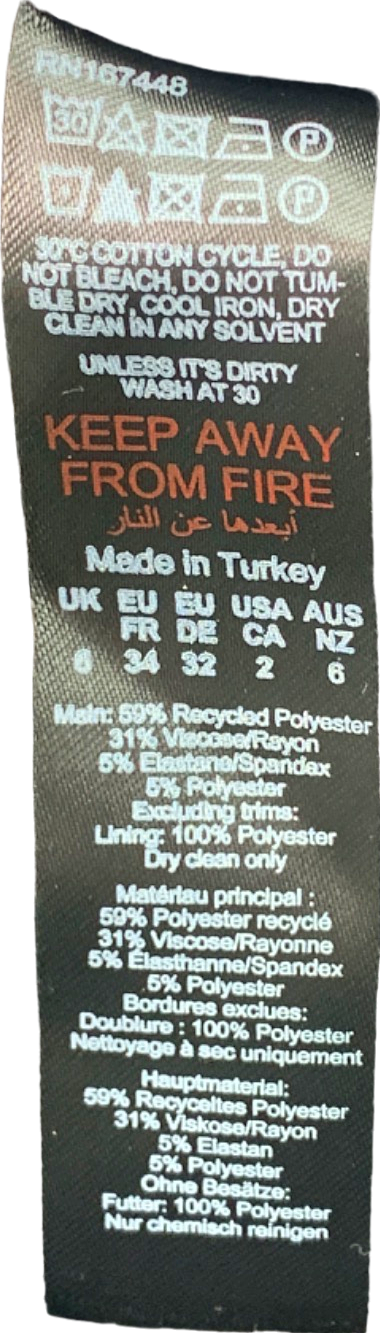 RN167448
30
P
P
30°C COTTON CYCLE, DO
NOT BLEACH, DO NOT TUM-
BLE DRY, COOL IRON, DRY
CLEAN IN ANY SOLVENT
UNLESS IT'S DIRTY
WASH AT 30
KEEP AWAY
FROM FIRE
أبعدها عن النار
Made in Turkey
UK EU EU USA AUS
FR DE CA NZ
6 34 32 2 6
Main: 59% Recycled Polyester
31% Viscose/Rayon
5% Elastane/Spandex
5% Polyester
Excluding trims:
Lining: 100% Polyester
Dry clean only
Matériau principal :
59% Polyester recyclé
31% Viscose/Rayonne
5% Élasthanne/Spandex
5% Polyester
Bordures exclues:
Doublure : 100% Polyester
Nettoyage à sec uniquement
Hauptmaterial:
59% Recyceltes Polyester
31% Viskose/Rayon
5% Elastan
5% Polyester
Ohne Besätze:
Futter: 100% Polyester
Nur chemisch reinigen